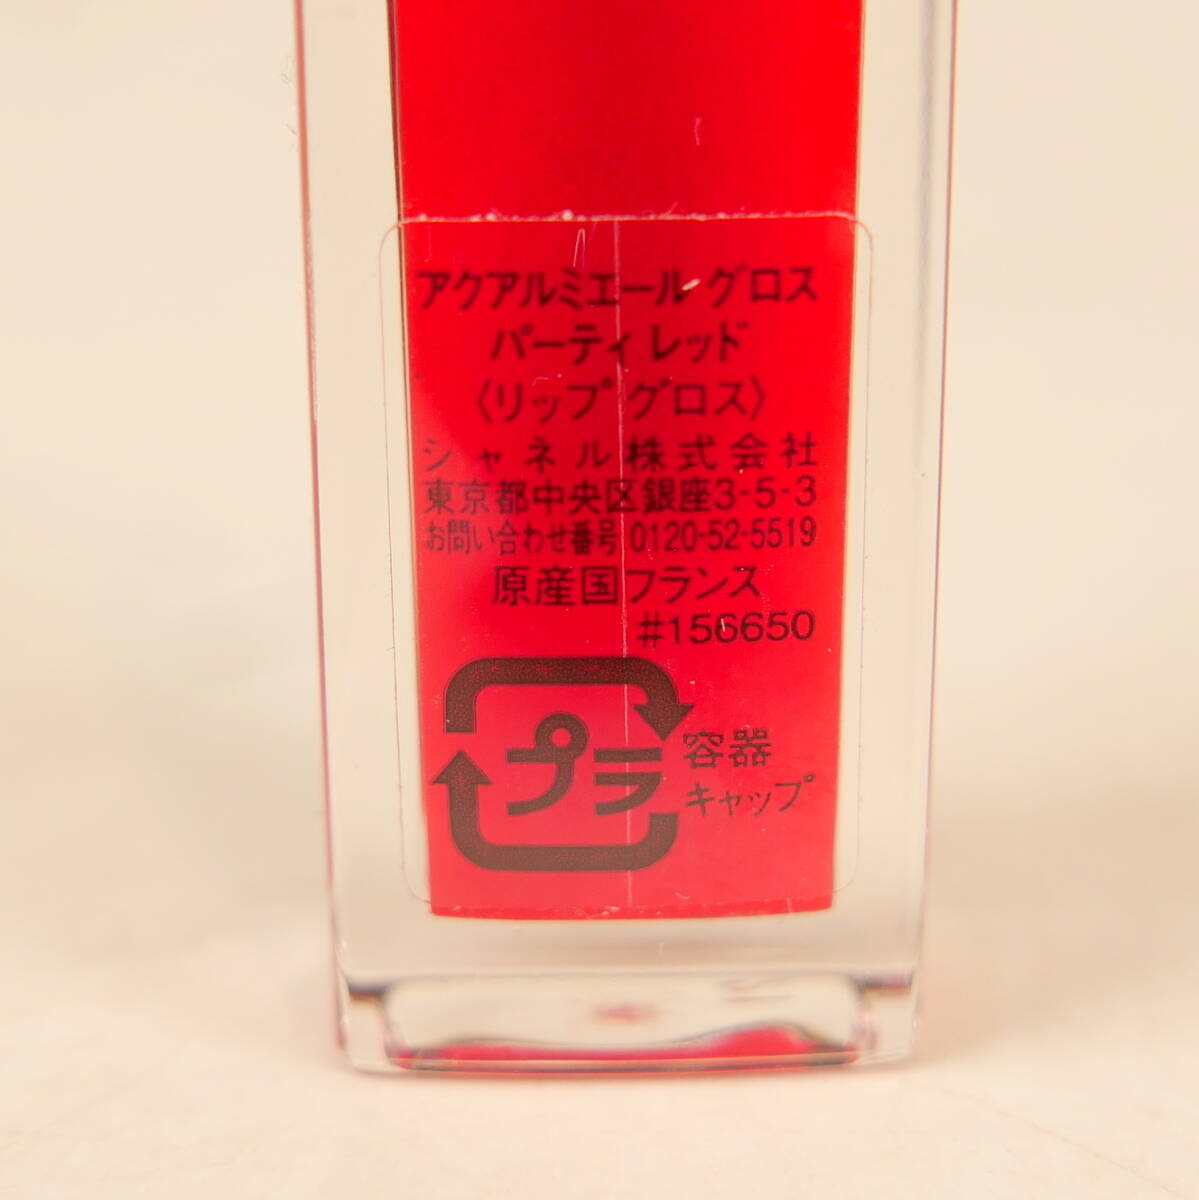 アクアルミエール グロス
パーティ レッド
〈リップ グロス〉
シャネル株式会社
東京都中央区銀座3-5-3
お問い合わせ番号 0120-52-5519
原産国フランス
#156650
プラ
容器
キャップ